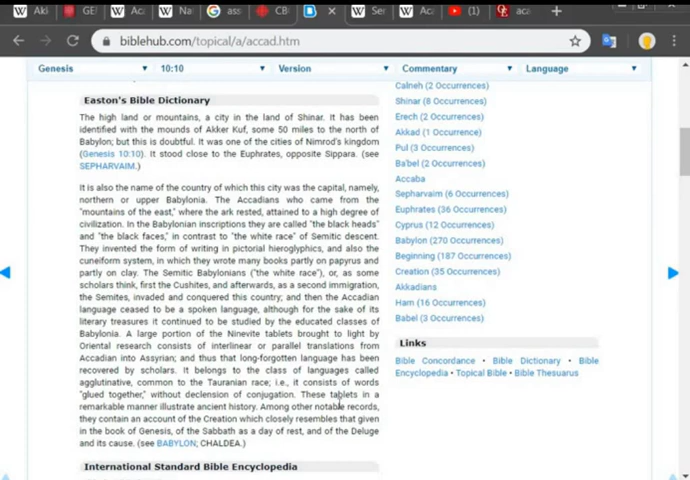 Aki
GE
Aca
Na
ass
CBI
Ser
Aca
(1)
aca
biblehub.com/topical/a/accad.htm
Genesis
10:10
Version
Commentary
Language
Easton's Bible Dictionary
The high land or mountains, a city in the land of Shinar. It has been
identified with the mounds of Akker Kuf, some 50 miles to the north of
Babylon; but this is doubtful. It was one of the cities of Nimrod's kingdom
(Genesis 10:10). It stood close to the Euphrates, opposite Sippara. (see
SEPHARVAIM.)
It is also the name of the country of which this city was the capital, namely,
northern or upper Babylonia. The Accadians who came from the
"mountains of the east," where the ark rested, attained to a high degree of
civilization. In the Babylonian inscriptions they are called "the black heads"
and "the black faces," in contrast to "the white race" of Semitic descent.
They invented the form of writing in pictorial hieroglyphics, and also the
cuneiform system, in which they wrote many books partly on papyrus and
partly on clay. The Semitic Babylonians ("the white race"), or, as some
scholars think, first the Cushites, and afterwards, as a second immigration,
the Semites, invaded and conquered this country; and then the Accadian
language ceased to be a spoken language, although for the sake of its
literary treasures it continued to be studied by the educated classes of
Babylonia. A large portion of the Ninevite tablets brought to light by
Oriental research consists of interlinear or parallel translations from
Accadian into Assyrian; and thus that long-forgotten language has been
recovered by scholars. It belongs to the class of languages called
agglutinative, common to the Tauranian race; i.e., it consists of words
"glued together," without declension of conjugation. These tablets in a
remarkable manner illustrate ancient history. Among other notable records,
they contain an account of the Creation which closely resembles that given
in the book of Genesis, of the Sabbath as a day of rest, and of the Deluge
and its cause. (see BABYLON; CHALDEA.)
International Standard Bible Encyclopedia
Calneh (2 Occurrences)
Shinar (8 Occurrences)
Erech (2 Occurrences)
Akkad (1 Occurrence)
Pul (3 Occurrences)
Ba'bel (2 Occurrences)
Accaba
Sepharvaim (6 Occurrences)
Euphrates (36 Occurrences)
Cyprus (12 Occurrences)
Babylon (270 Occurrences)
Beginning (187 Occurrences)
Creation (35 Occurrences)
Akkadians
Ham (16 Occurrences)
Babel (3 Occurrences)
Links
Bible Concordance • Bible Dictionary • Bible
Encyclopedia • Topical Bible • Bible Thesuarus